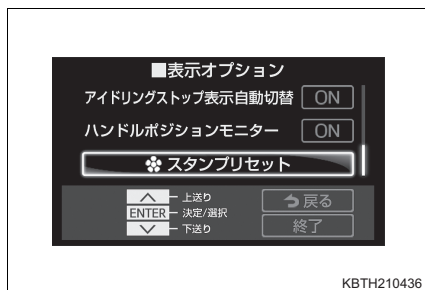 ■表示オプション
アイドリングストップ表示自動切替 ON
ハンドルポジションモニター ON
スタンプリセット
上送り
戻る
ENTER 決定/選択
下送り
終了
KBTH210436